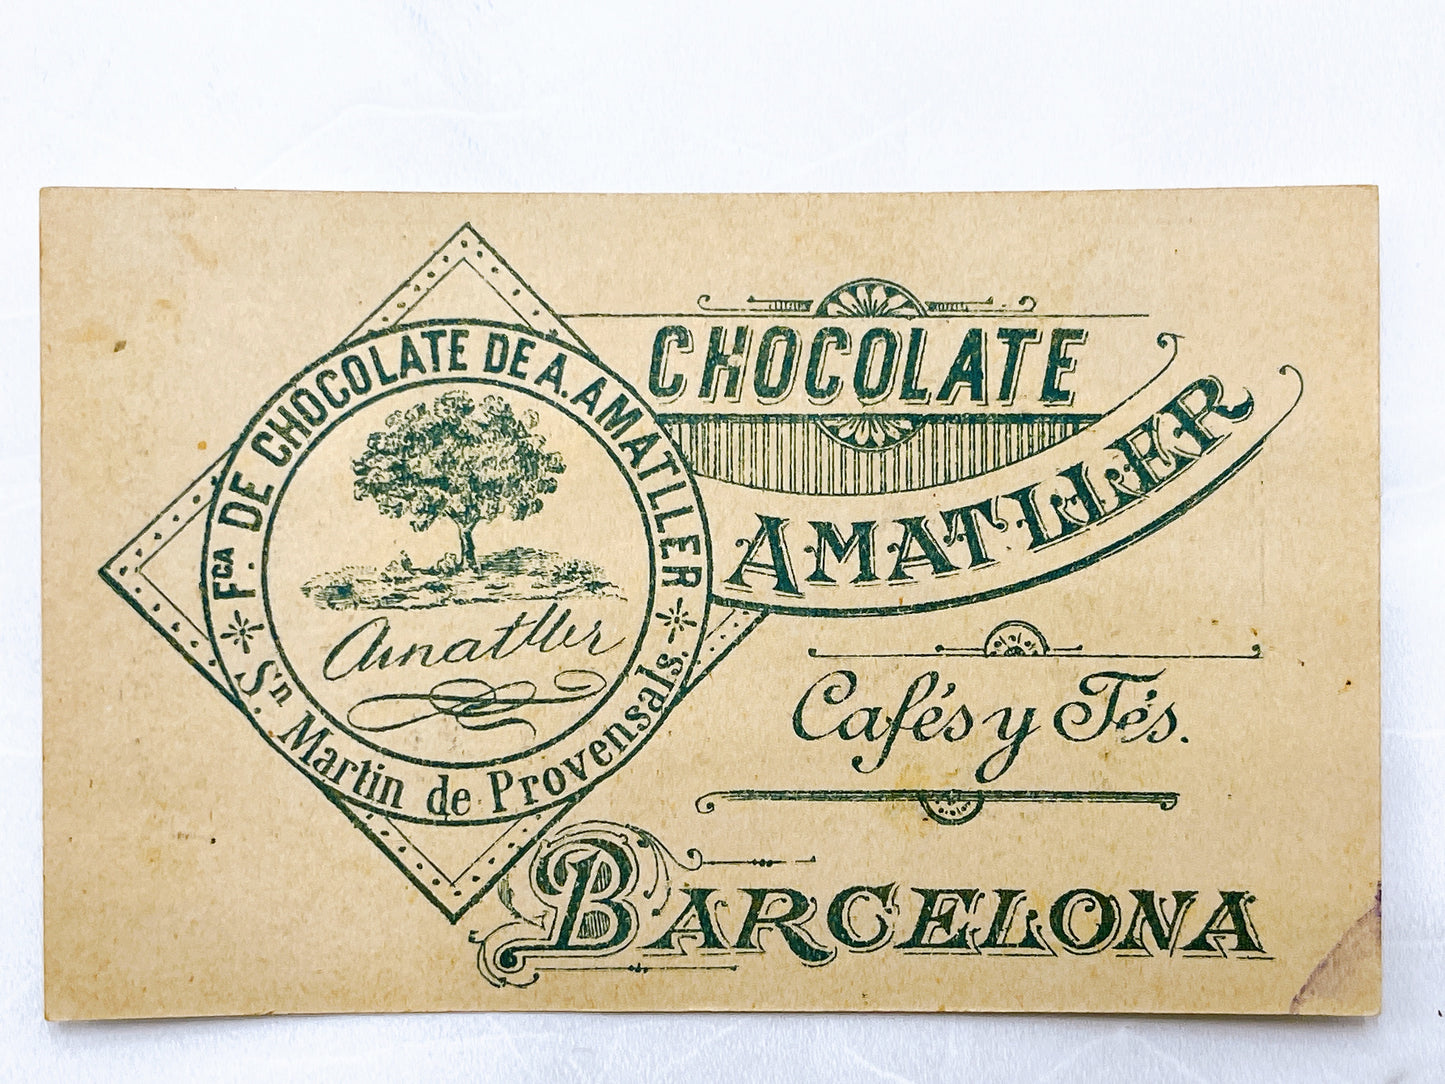 Fca. DE CHOCOLATE DE A. AMATLLER
Amatller
Sn. Martin de Provensals.
CHOCOLATE
AMATLLER
Cafés y Tés.
BARCELONA